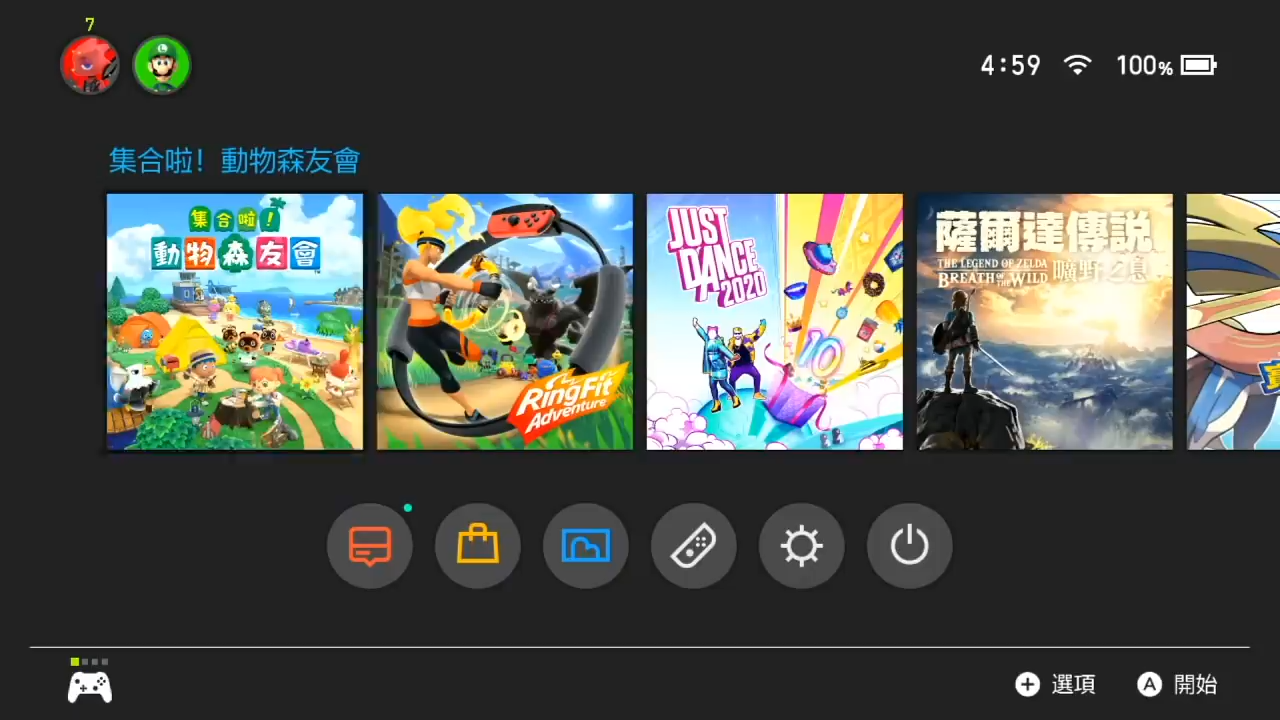 7
4:59
100%
集合啦！動物森友會
集合啦！
動物森友會
RingFit
Adventure
JUST
DANCE
2020
10
薩爾達傳說
THE LEGEND OF ZELDA
BREATH OF THE WILD 曠野之息
L
+ 選項
A 開始